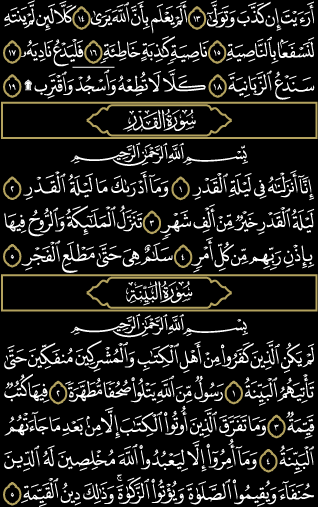 أَرَءَيْتَ إِن كَذَّبَ وَتَوَلَّىٰٓ ١٣ أَلَمْ يَعْلَم بِأَنَّ ٱللَّهَ يَرَىٰ ١٤ كَلَّا لَئِن لَّمْ يَنتَهِ
لَنَسْفَعًۢا بِٱلنَّاصِيَةِ ١٥ نَاصِيَةٍ كَٰذِبَةٍ خَاطِئَةٍ ١٦ فَلْيَدْعُ نَادِيَهُۥ ١٧
سَنَدْعُ ٱلزَّبَانِيَةَ ١٨ كَلَّا لَا تُطِعْهُ وَٱسْجُدْ وَٱقْتَرِب ۩ ١٩
سُورَةُ القَدْرِ
بِسْمِ ٱللَّهِ ٱلرَّحْمَٰنِ ٱلرَّحِيمِ
إِنَّآ أَنزَلْنَٰهُ فِى لَيْلَةِ ٱلْقَدْرِ ١ وَمَآ أَدْرَىٰكَ مَا لَيْلَةُ ٱلْقَدْرِ ٢
لَيْلَةُ ٱلْقَدْرِ خَيْرٌ مِّنْ أَلْفِ شَهْرٍ ٣ تَنَزَّلُ ٱلْمَلَٰٓئِكَةُ وَٱلرُّوحُ فِيهَا
بِإِذْنِ رَبِّهِم مِّن كُلِّ أَمْرٍ ٤ سَلَٰمٌ هِىَ حَتَّىٰ مَطْلَعِ ٱلْفَجْرِ ٥
سُورَةُ البَيِّنَةِ
بِسْمِ ٱللَّهِ ٱلرَّحْمَٰنِ ٱلرَّحِيمِ
لَمْ يَكُنِ ٱلَّذِينَ كَفَرُوا۟ مِنْ أَهْلِ ٱلْكِتَٰبِ وَٱلْمُشْرِكِينَ مُنفَكِّينَ حَتَّىٰ
تَأْتِيَهُمُ ٱلْبَيِّنَةُ ١ رَسُولٌ مِّنَ ٱللَّهِ يَتْلُوا۟ صُحُفًا مُّطَهَّرَةً ٢ فِيهَا كُتُبٌ
قَيِّمَةٌ ٣ وَمَا تَفَرَّقَ ٱلَّذِينَ أُوتُوا۟ ٱلْكِتَٰبَ إِلَّا مِنۢ بَعْدِ مَا جَآءَتْهُمُ
ٱلْبَيِّنَةُ ٤ وَمَآ أُمِرُوٓا۟ إِلَّا لِيَعْبُدُوا۟ ٱللَّهَ مُخْلِصِينَ لَهُ ٱلدِّينَ
حُنَفَآءَ وَيُقِيمُوا۟ ٱلصَّلَوٰةَ وَيُؤْتُوا۟ ٱلزَّكَوٰةَ ۚ وَذَٰلِكَ دِينُ ٱلْقَيِّمَةِ ٥